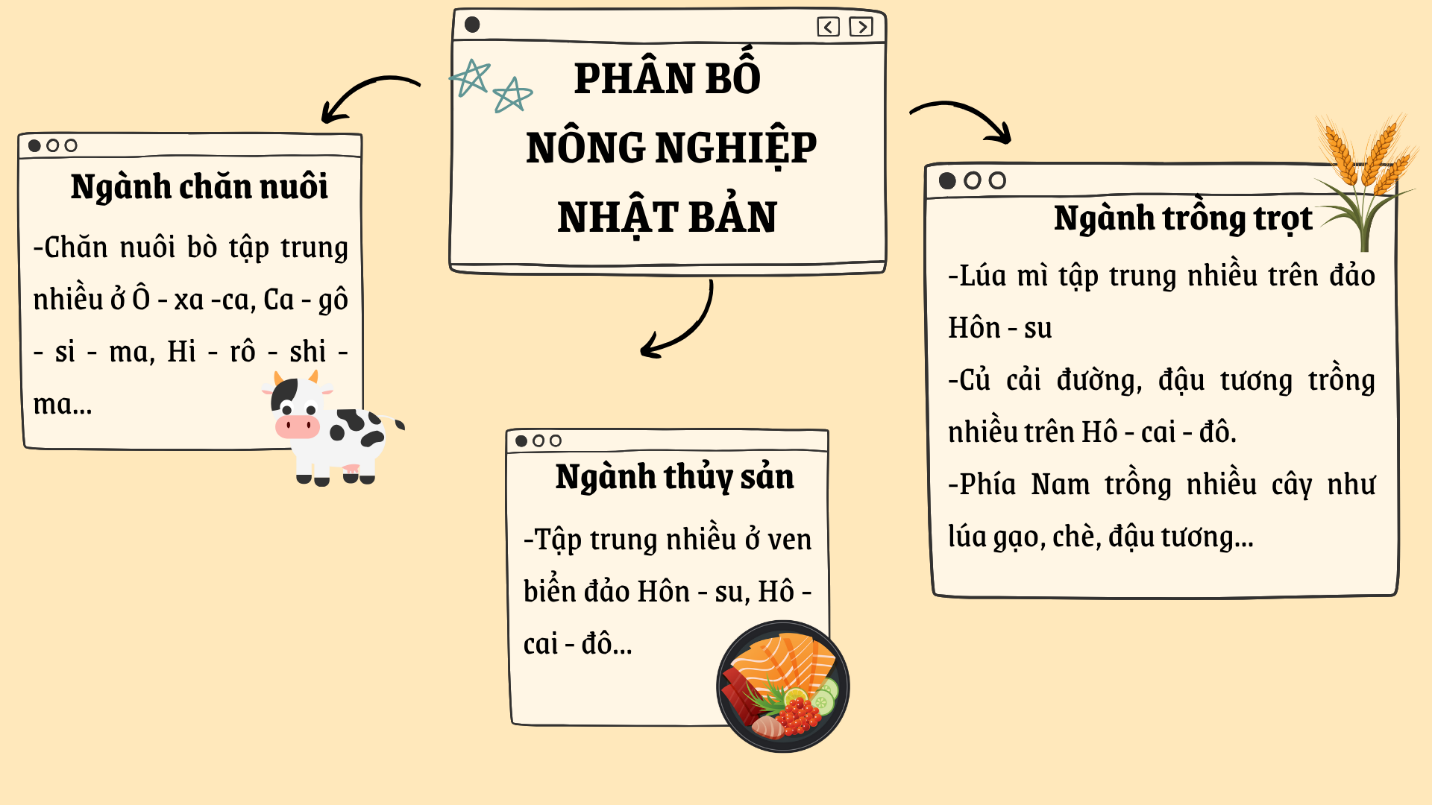 PHÂN BỐ
NÔNG NGHIỆP
NHẬT BẢN
Ngành chăn nuôi
-Chăn nuôi bò tập trung
nhiều ở Ô - xa -ca, Ca - gô
- si - ma, Hi - rô - shi -
ma...
Ngành thủy sản
-Tập trung nhiều ở ven
biển đảo Hôn - su, Hô -
cai - đô...
Ngành trồng trọt
-Lúa mì tập trung nhiều trên đảo
Hôn - su
-Củ cải đường, đậu tương trồng
nhiều trên Hô - cai - đô.
-Phía Nam trồng nhiều cây như
lúa gạo, chè, đậu tương...